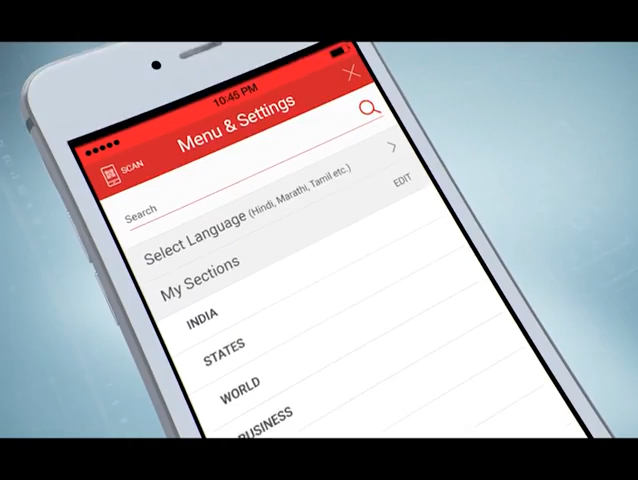 10:45 PM
SCAN
Menu & Settings
Search
Select Language (Hindi, Marathi, Tamil etc.)
My Sections
EDIT
INDIA
STATES
WORLD
BUSINESS